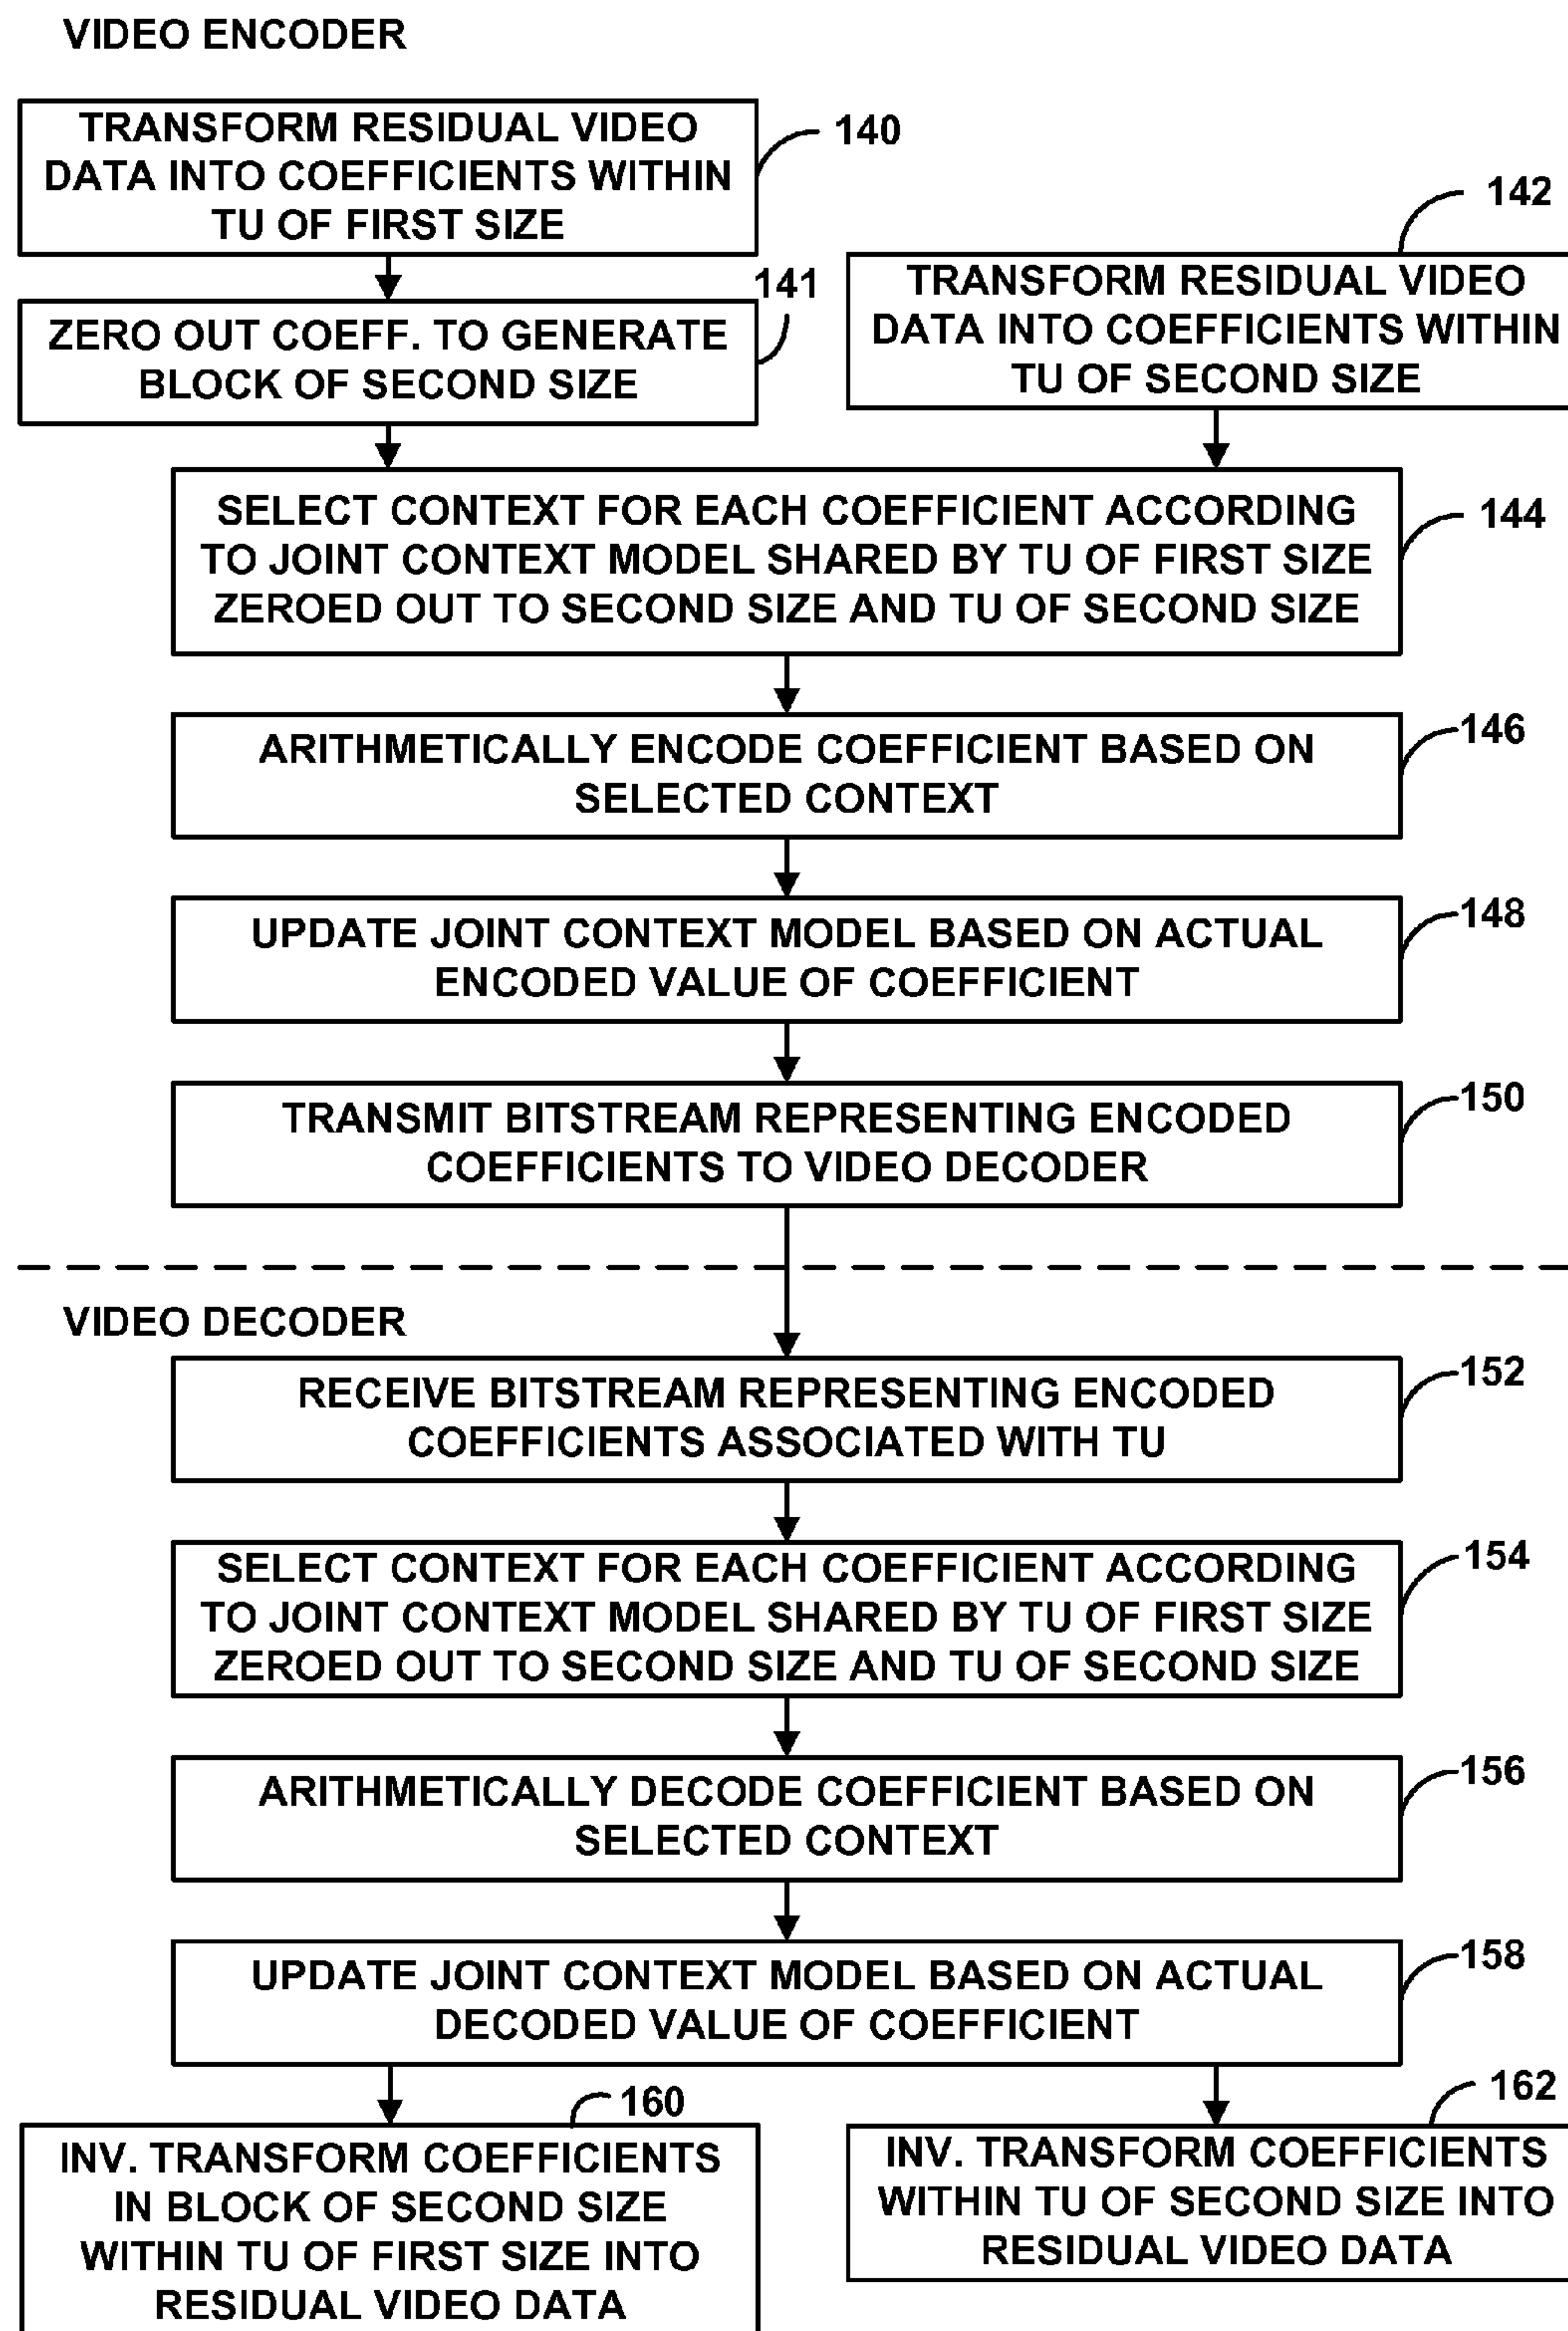 VIDEO ENCODER
TRANSFORM RESIDUAL VIDEO
DATA INTO COEFFICIENTS WITHIN
TU OF FIRST SIZE
140
142
141
ZERO OUT COEFF. TO GENERATE
BLOCK OF SECOND SIZE
TRANSFORM RESIDUAL VIDEO
DATA INTO COEFFICIENTS WITHIN
TU OF SECOND SIZE
SELECT CONTEXT FOR EACH COEFFICIENT ACCORDING
TO JOINT CONTEXT MODEL SHARED BY TU OF FIRST SIZE
ZEROED OUT TO SECOND SIZE AND TU OF SECOND SIZE
144
ARITHMETICALLY ENCODE COEFFICIENT BASED ON
SELECTED CONTEXT
146
UPDATE JOINT CONTEXT MODEL BASED ON ACTUAL
ENCODED VALUE OF COEFFICIENT
148
TRANSMIT BITSTREAM REPRESENTING ENCODED
COEFFICIENTS TO VIDEO DECODER
150
VIDEO DECODER
RECEIVE BITSTREAM REPRESENTING ENCODED
COEFFICIENTS ASSOCIATED WITH TU
152
SELECT CONTEXT FOR EACH COEFFICIENT ACCORDING
TO JOINT CONTEXT MODEL SHARED BY TU OF FIRST SIZE
ZEROED OUT TO SECOND SIZE AND TU OF SECOND SIZE
154
ARITHMETICALLY DECODE COEFFICIENT BASED ON
SELECTED CONTEXT
156
UPDATE JOINT CONTEXT MODEL BASED ON ACTUAL
DECODED VALUE OF COEFFICIENT
158
160
INV. TRANSFORM COEFFICIENTS
IN BLOCK OF SECOND SIZE
WITHIN TU OF FIRST SIZE INTO
RESIDUAL VIDEO DATA
162
INV. TRANSFORM COEFFICIENTS
WITHIN TU OF SECOND SIZE INTO
RESIDUAL VIDEO DATA